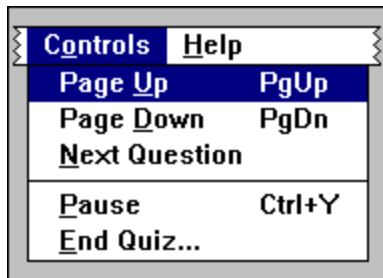 Controls Help
Page Up PgUp
Page Down PgDn
Next Question
Pause Ctrl+Y
End Quiz...